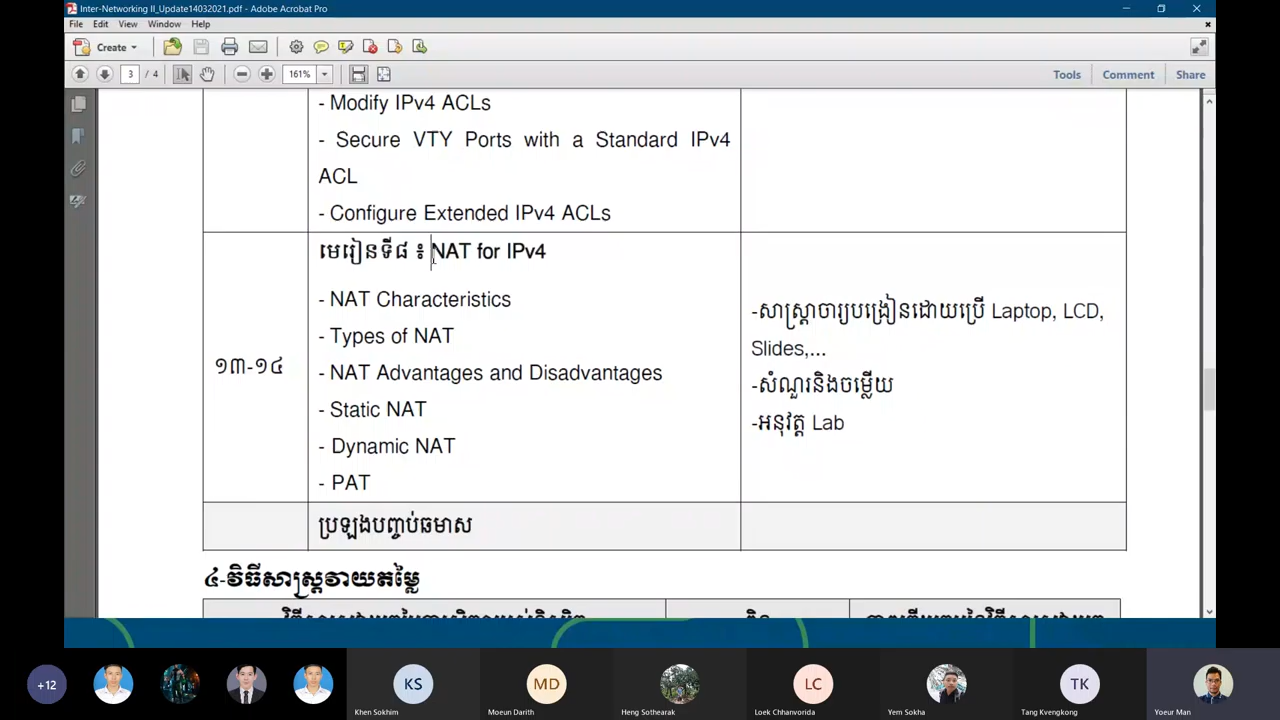 Inter-Networking II_Update14032021.pdf - Adobe Acrobat Pro
File Edit View Window Help
Create
3 / 4 161% Tools Comment Share
- Modify IPv4 ACLs
- Secure VTY Ports with a Standard IPv4
ACL
- Configure Extended IPv4 ACLs
មេរៀនទី៨ ៖ NAT for IPv4
- NAT Characteristics
- Types of NAT
- NAT Advantages and Disadvantages
- Static NAT
- Dynamic NAT
- PAT
១៣-១៤
-សាស្ត្រាចារ្យបង្រៀនដោយប្រើ Laptop, LCD,
Slides,...
-សំណួរនិងចម្លើយ
-អនុវត្ត Lab
ប្រឡងបញ្ចប់ឆមាស
៤-វិធីសាស្ត្រវាយតម្លៃ
+12
KS
MD
LC
TK
Khen Sokhim
Moeun Darith
Heng Sothearak
Loek Chhanvorida
Yem Sokha
Tang Kvengkong
Yoeur Man